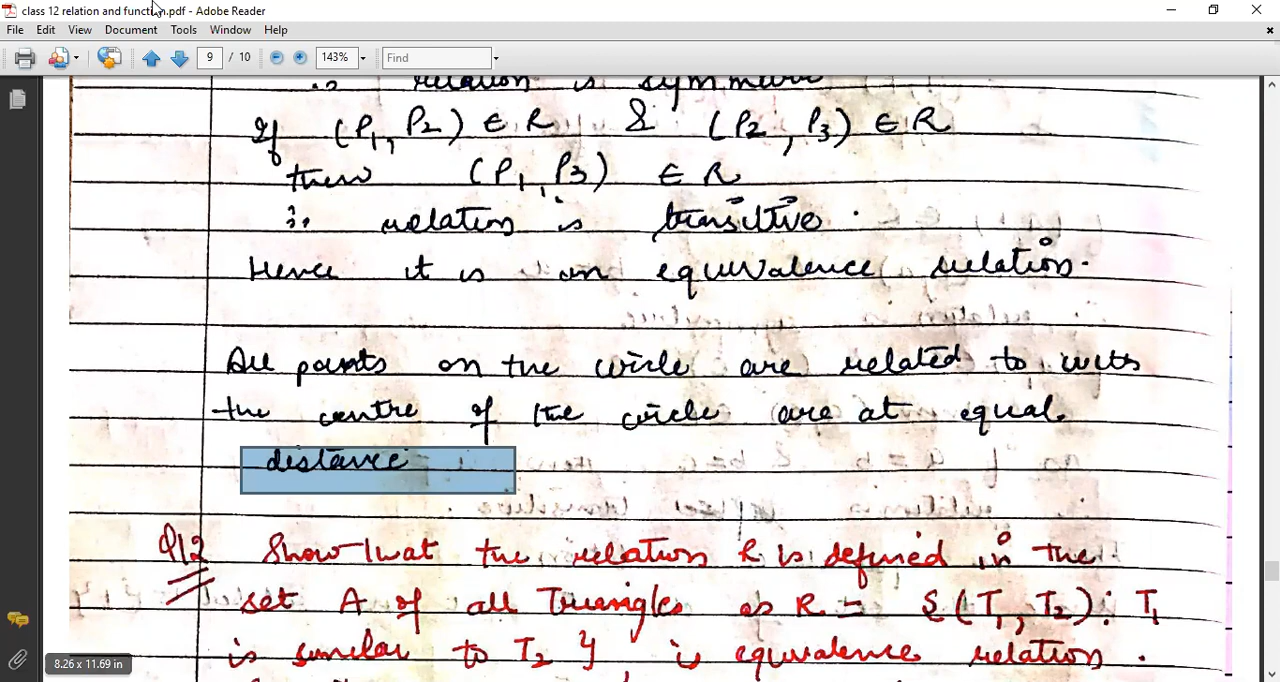 class 12 relation and function.pdf - Adobe Reader
File Edit View Document Tools Window Help
9 / 10 143% Find
∴ relation is symmetric
If (P1, P2) ∈ R & (P2, P3) ∈ R
then (P1, P3) ∈ R
∴ relation is transitive.
Hence it is an equivalence relation.
All points on the circle are related to with
the centre of the circle are at equal
distance
Q12 Show that the relation R is defined in the
set A of all Triangles as R = {(T1, T2): T1
is similar to T2} is equivalence relation.
8.26 x 11.69 in